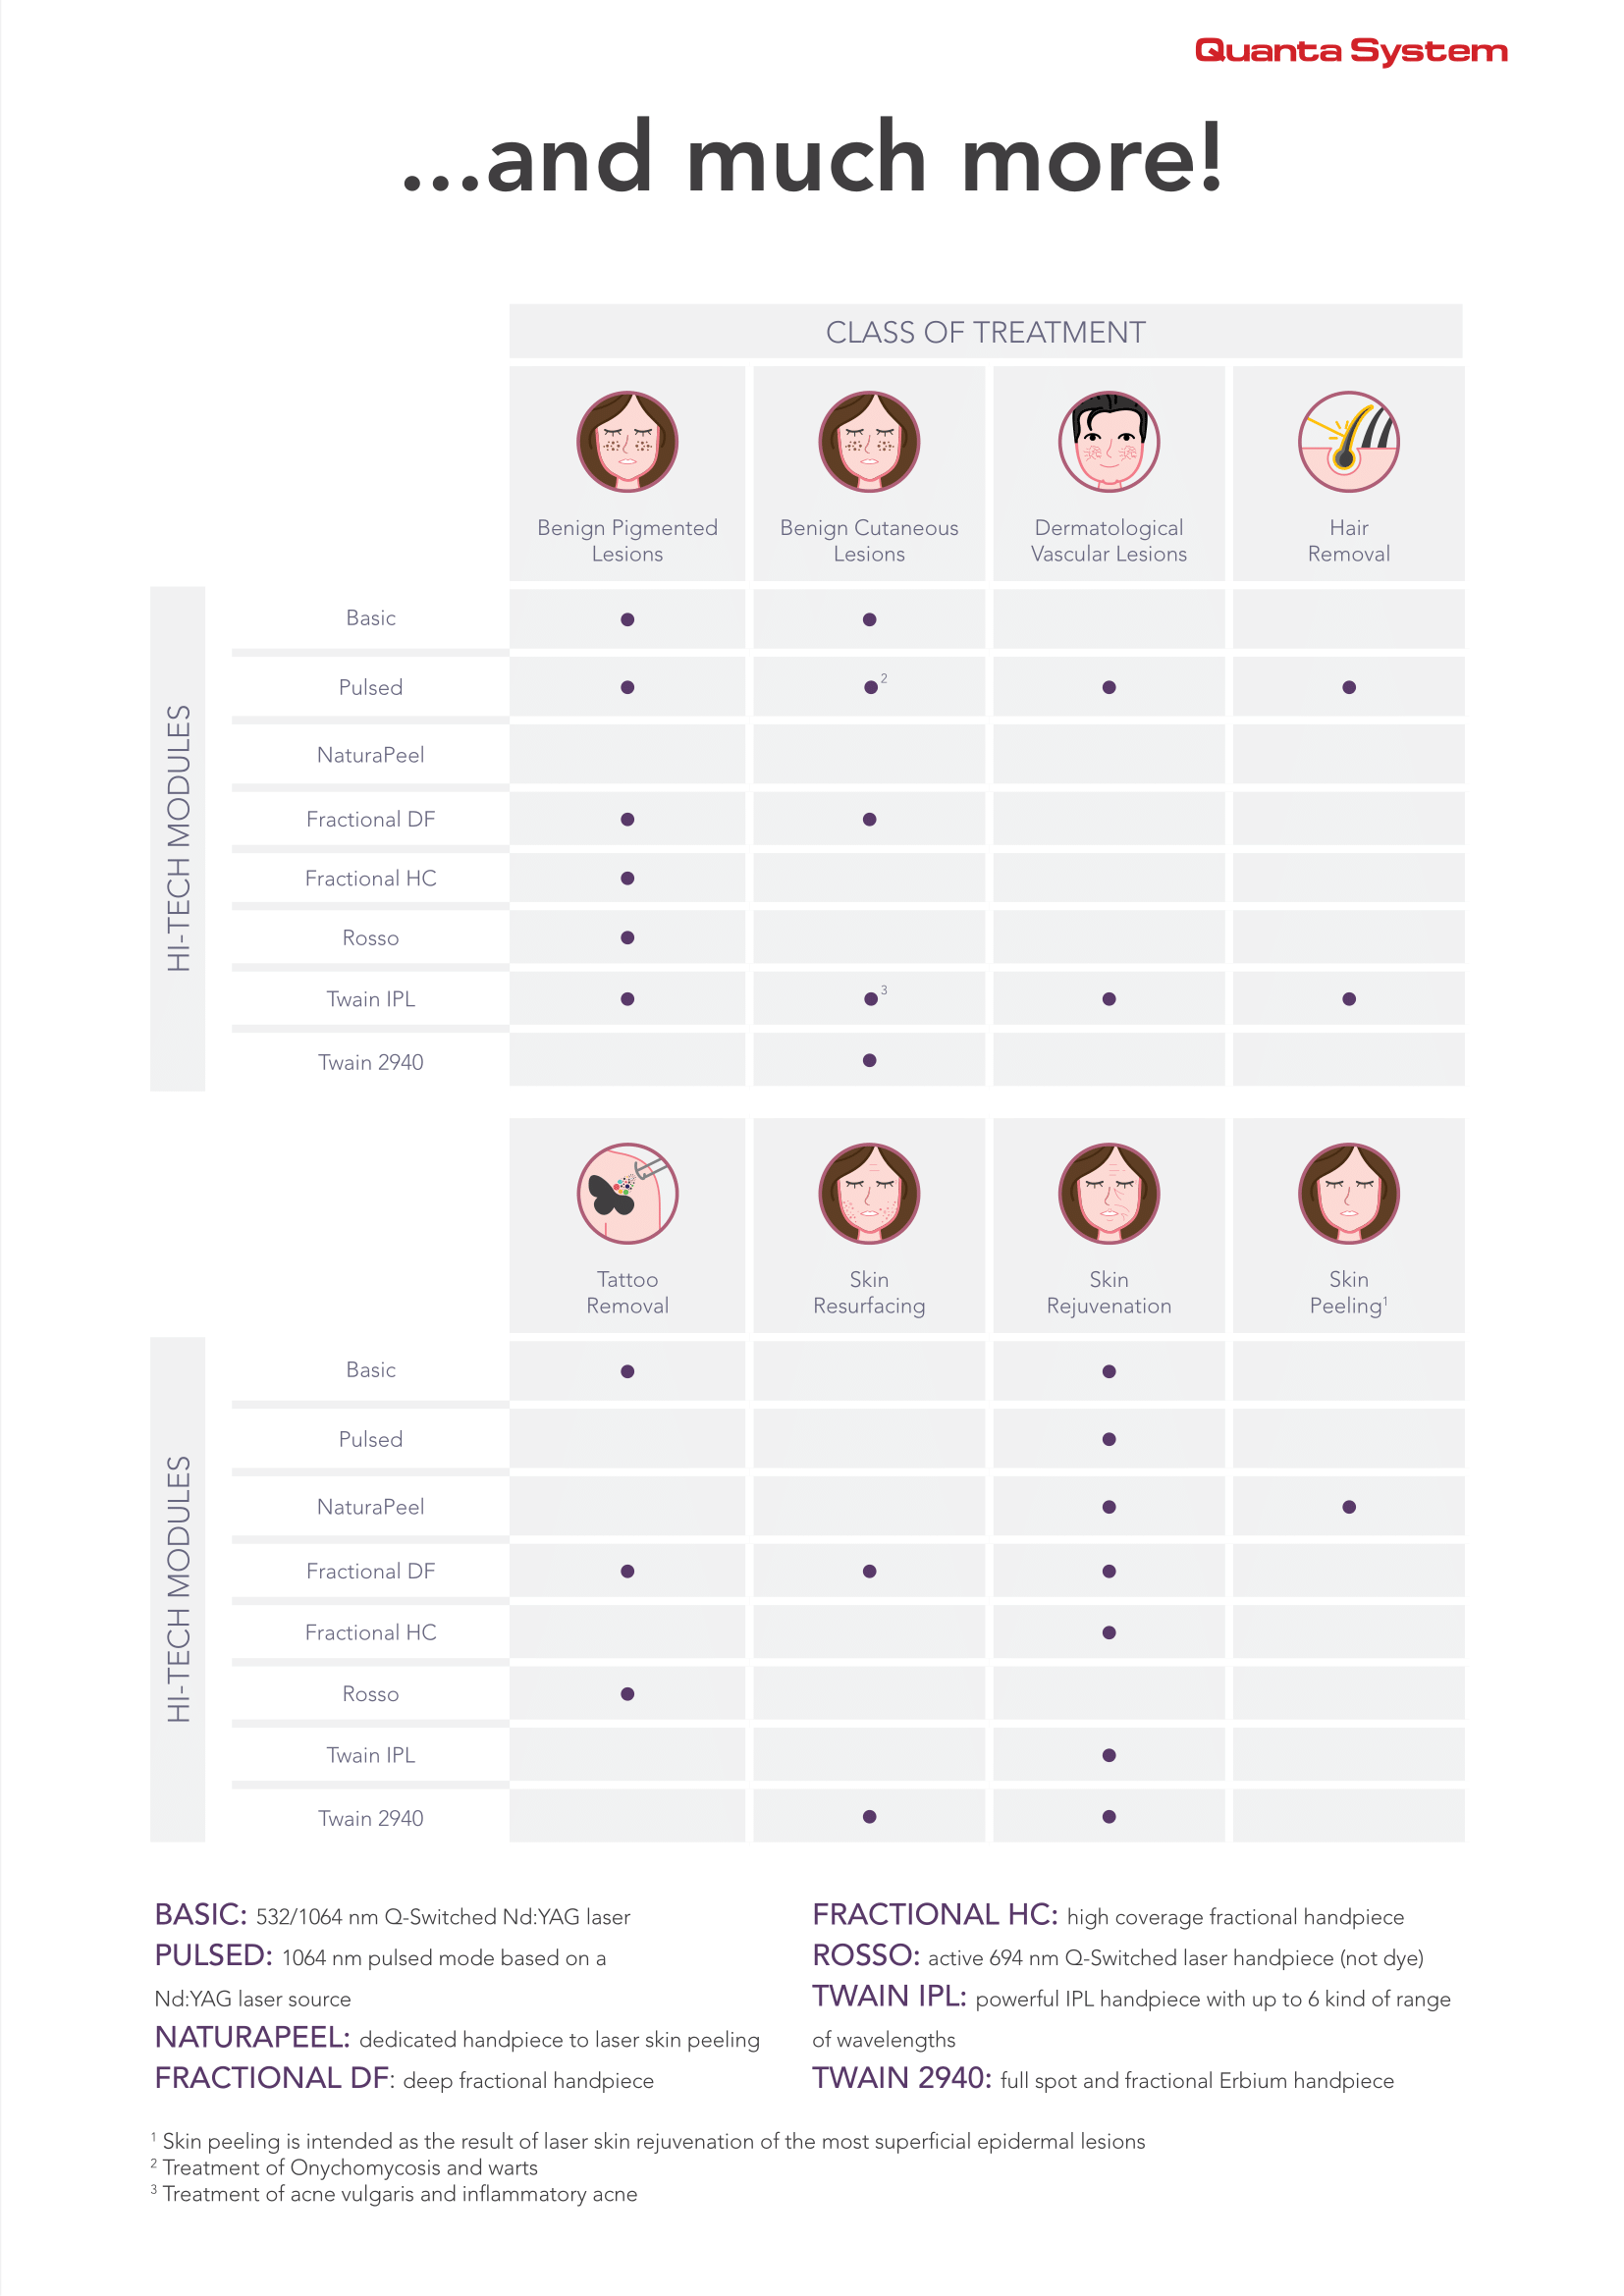 Quanta System
...and much more!
CLASS OF TREATMENT
Benign Pigmented
Lesions
Benign Cutaneous
Lesions
Dermatological
Vascular Lesions
Hair
Removal
HI-TECH MODULES
Basic
Pulsed
2
NaturaPeel
Fractional DF
Fractional HC
Rosso
Twain IPL
3
Twain 2940
Tattoo
Removal
Skin
Resurfacing
Skin
Rejuvenation
Skin
Peeling¹
HI-TECH MODULES
Basic
Pulsed
NaturaPeel
Fractional DF
Fractional HC
Rosso
Twain IPL
Twain 2940
BASIC: 532/1064 nm Q-Switched Nd:YAG laser
PULSED: 1064 nm pulsed mode based on a
Nd:YAG laser source
NATURAPEEL: dedicated handpiece to laser skin peeling
FRACTIONAL DF: deep fractional handpiece
FRACTIONAL HC: high coverage fractional handpiece
ROSSO: active 694 nm Q-Switched laser handpiece (not dye)
TWAIN IPL: powerful IPL handpiece with up to 6 kind of range
of wavelengths
TWAIN 2940: full spot and fractional Erbium handpiece
¹ Skin peeling is intended as the result of laser skin rejuvenation of the most superficial epidermal lesions
² Treatment of Onychomycosis and warts
³ Treatment of acne vulgaris and inflammatory acne